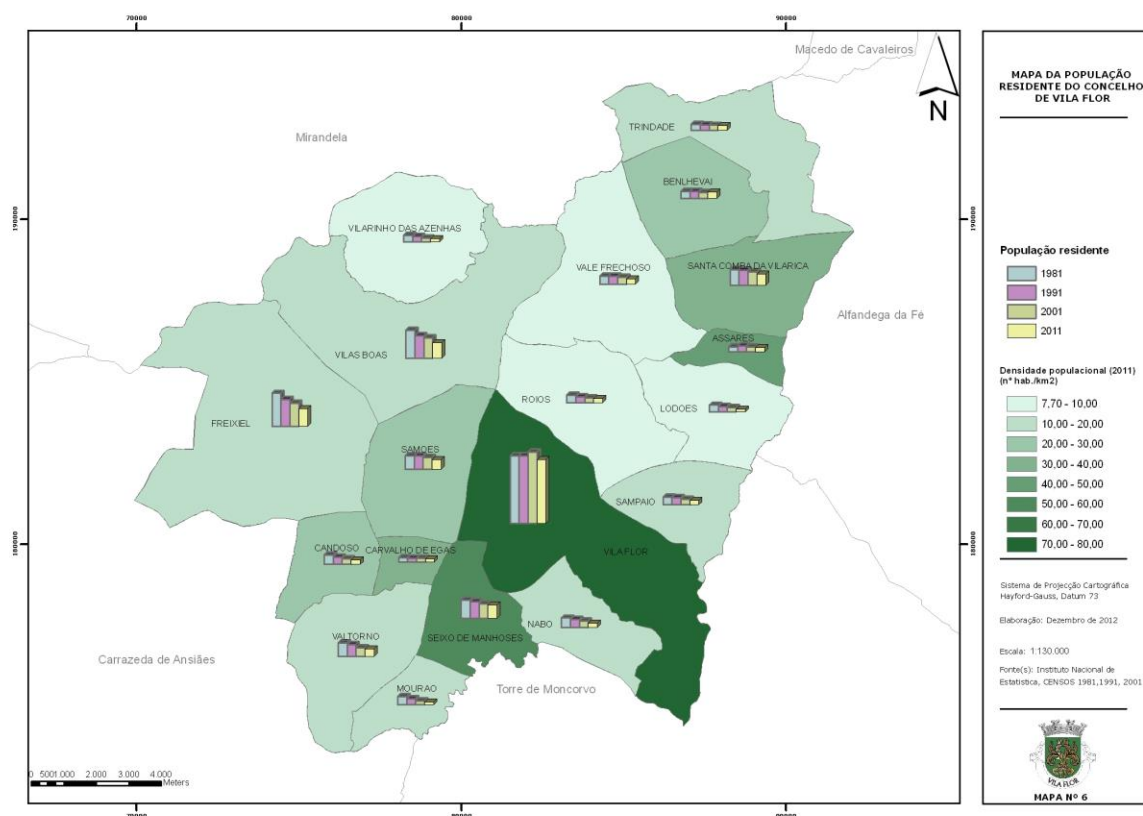 70000
80000
90000
Macedo de Cavaleiros
N
Mirandela
TRINDADE
BENLHEVAI
190000
190000
VILARINHO DAS AZENHAS
VALE FRECHOSO
SANTA COMBA DA VILARICA
Alfandega da Fé
ASSARES
VILAS BOAS
ROIOS
LODOES
FREIXIEL
SAMOES
SAMPAIO
180000
180000
CANDOSO
CARVALHO DE EGAS
VILA FLOR
NABO
VALTORNO
SEIXO DE MANHOSES
Carrazeda de Ansiães
MOURAO
Torre de Moncorvo
0 500 1.000 2.000 3.000 4.000
Meters
70000
80000
90000
MAPA DA POPULAÇÃO
RESIDENTE DO CONCELHO
DE VILA FLOR
População residente
1981
1991
2001
2011
Densidade populacional (2011)
(nº hab./km2)
7,70 - 10,00
10,00 - 20,00
20,00 - 30,00
30,00 - 40,00
40,00 - 50,00
50,00 - 60,00
60,00 - 70,00
70,00 - 80,00
Sistema de Projecção Cartográfica
Hayford-Gauss, Datum 73
Elaboração: Dezembro de 2012
Escala: 1:130.000
Fonte(s): Instituto Nacional de
Estatística, CENSOS 1981,1991, 2001
VILA FLOR
MAPA Nº 6